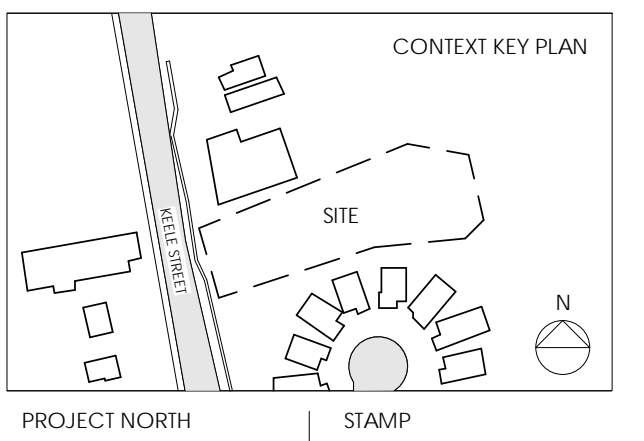 CONTEXT KEY PLAN
SITE
KEELE STREET
N
PROJECT NORTH
STAMP